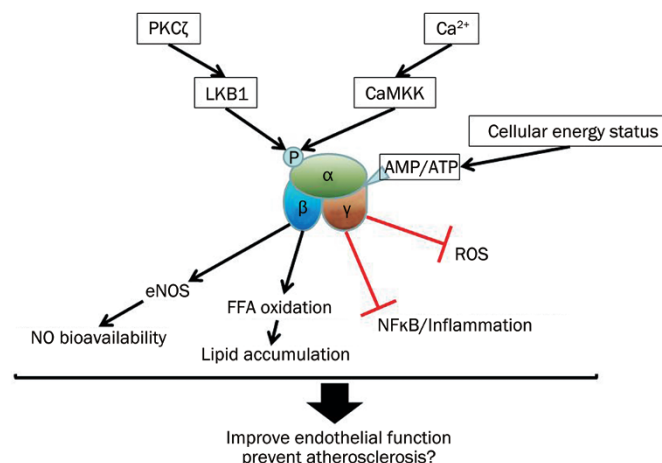 PKCζ
Ca²⁺
LKB1
CaMKK
Cellular energy status
P
AMP/ATP
α
β
γ
ROS
eNOS
FFA oxidation
NFκB/Inflammation
NO bioavailability
Lipid accumulation
Improve endothelial function
prevent atherosclerosis?